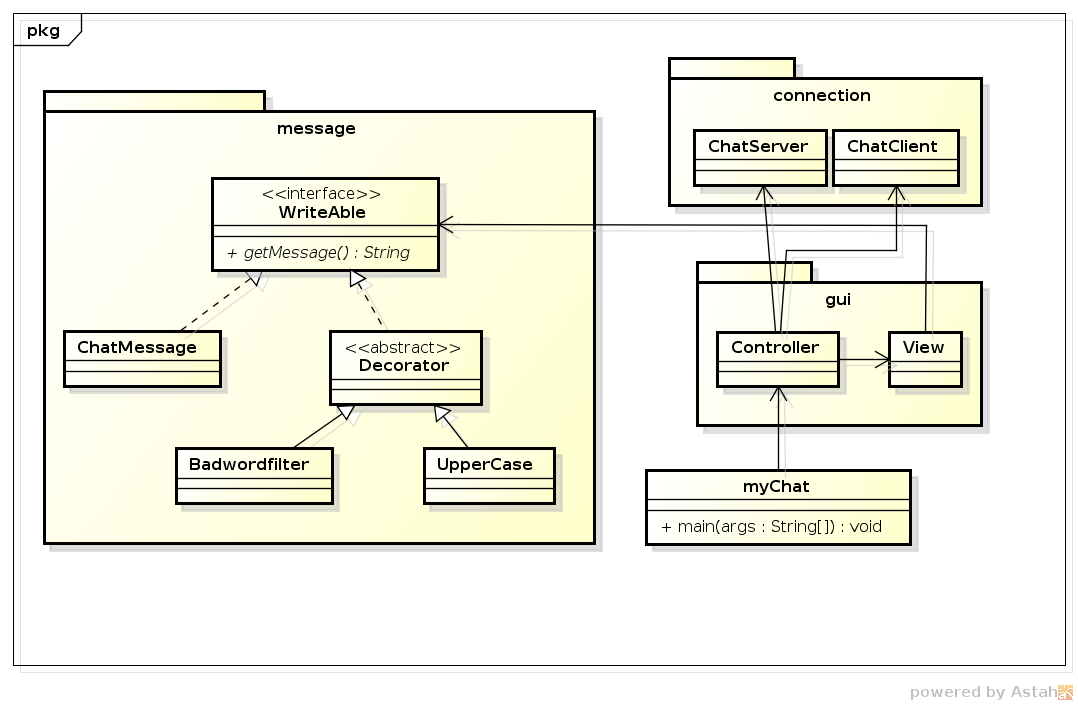 pkg
connection
message
ChatServer
ChatClient
<<interface>>
WriteAble
+ getMessage() : String
gui
ChatMessage
<<abstract>>
Decorator
Controller
View
Badwordfilter
UpperCase
myChat
+ main(args : String[]) : void
powered by Astah